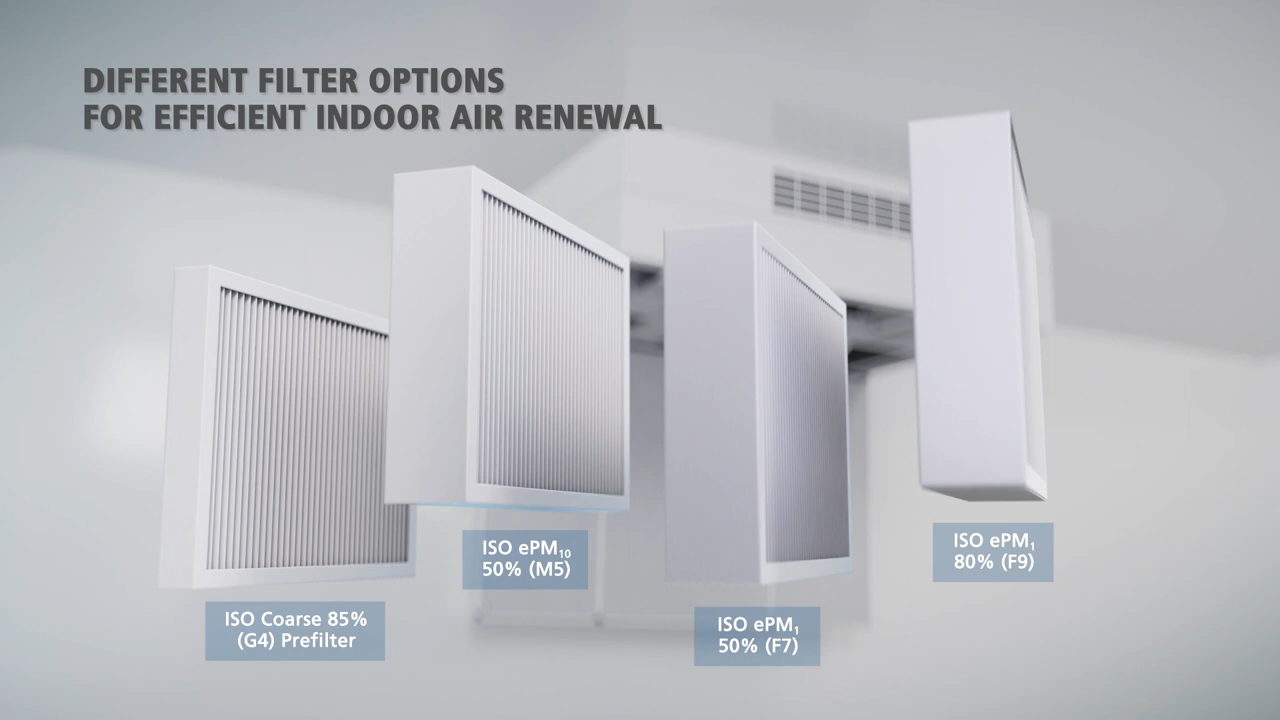 DIFFERENT FILTER OPTIONS
FOR EFFICIENT INDOOR AIR RENEWAL
ISO Coarse 85%
(G4) Prefilter
ISO ePM₁₀
50% (M5)
ISO ePM₁
50% (F7)
ISO ePM₁
80% (F9)